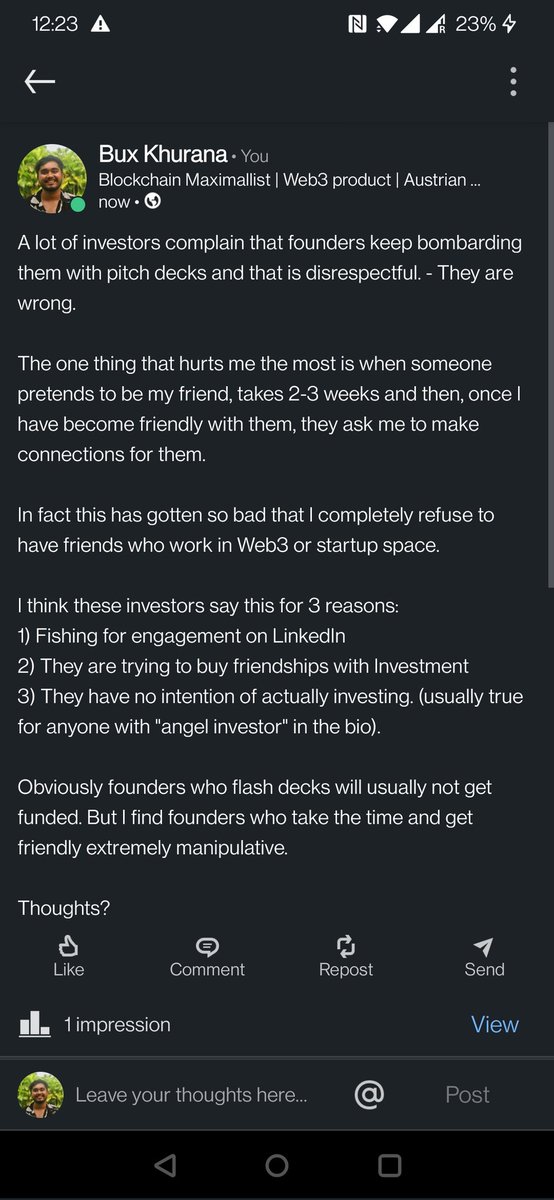 12:23
R
23%
Bux Khurana • You
Blockchain Maximallist | Web3 product | Austrian ...
now •
A lot of investors complain that founders keep bombarding
them with pitch decks and that is disrespectful. - They are
wrong.
The one thing that hurts me the most is when someone
pretends to be my friend, takes 2-3 weeks and then, once I
have become friendly with them, they ask me to make
connections for them.
In fact this has gotten so bad that I completely refuse to
have friends who work in Web3 or startup space.
I think these investors say this for 3 reasons:
1) Fishing for engagement on LinkedIn
2) They are trying to buy friendships with Investment
3) They have no intention of actually investing. (usually true
for anyone with "angel investor" in the bio).
Obviously founders who flash decks will usually not get
funded. But I find founders who take the time and get
friendly extremely manipulative.
Thoughts?
Like
Comment
Repost
Send
1 impression
View
Leave your thoughts here...
@
Post